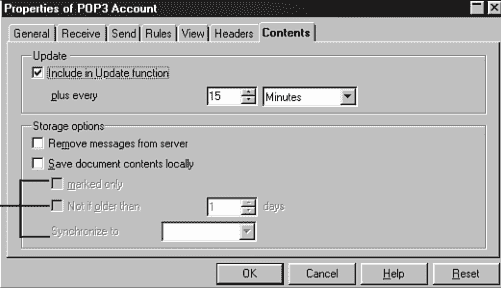 Properties of POP3 Account
General Receive Send Rules View Headers Contents
Update
Include in Update function
plus every 15 Minutes
Storage options
Remove messages from server
Save document contents locally
marked only
Not if older than 1 days
Synchronize to
OK Cancel Help Reset